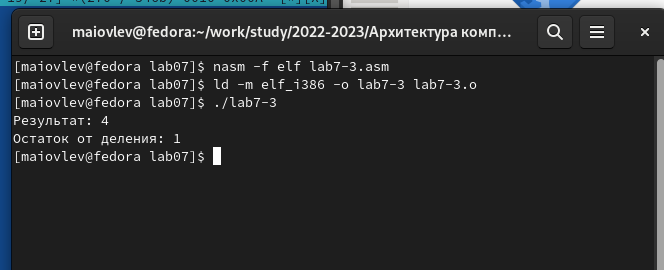 maiovlev@fedora:~/work/study/2022-2023/Архитектура комп...
[maiovlev@fedora lab07]$ nasm -f elf lab7-3.asm
[maiovlev@fedora lab07]$ ld -m elf_i386 -o lab7-3 lab7-3.o
[maiovlev@fedora lab07]$ ./lab7-3
Результат: 4
Остаток от деления: 1
[maiovlev@fedora lab07]$